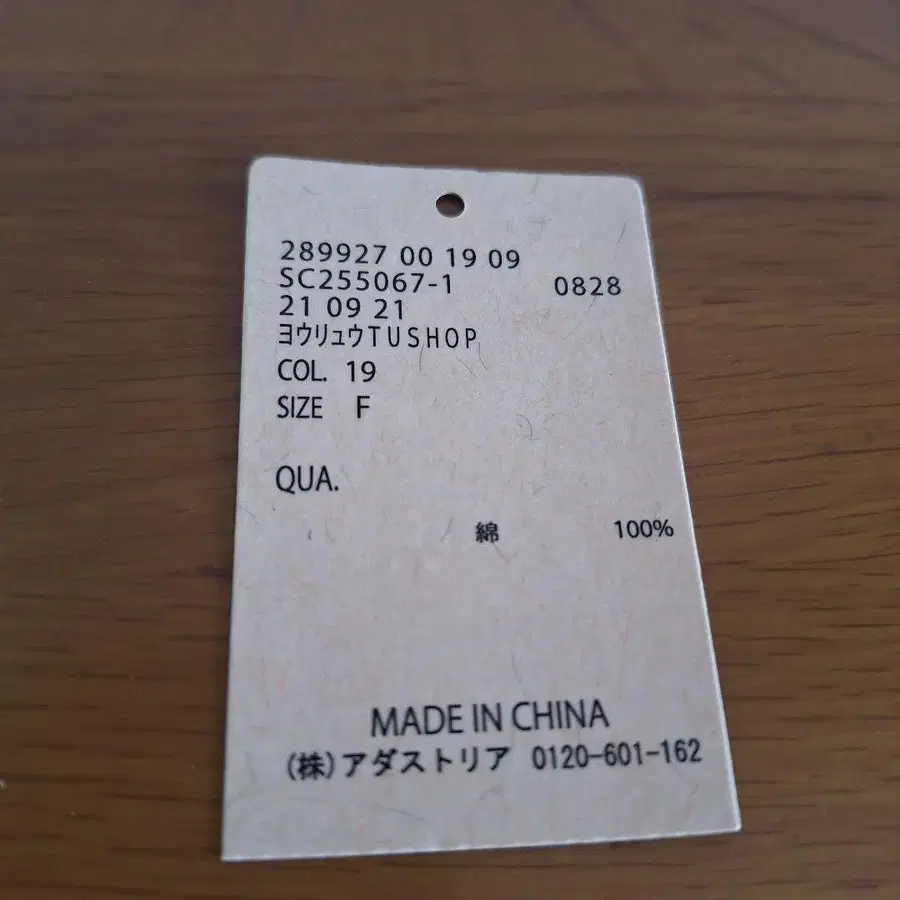 289927 00 19 09
SC255067-1 0828
21 09 21
ヨウリュウTUSHOP
COL. 19
SIZE F
QUA.
綿 100%
MADE IN CHINA
(株)アダストリア 0120-601-162